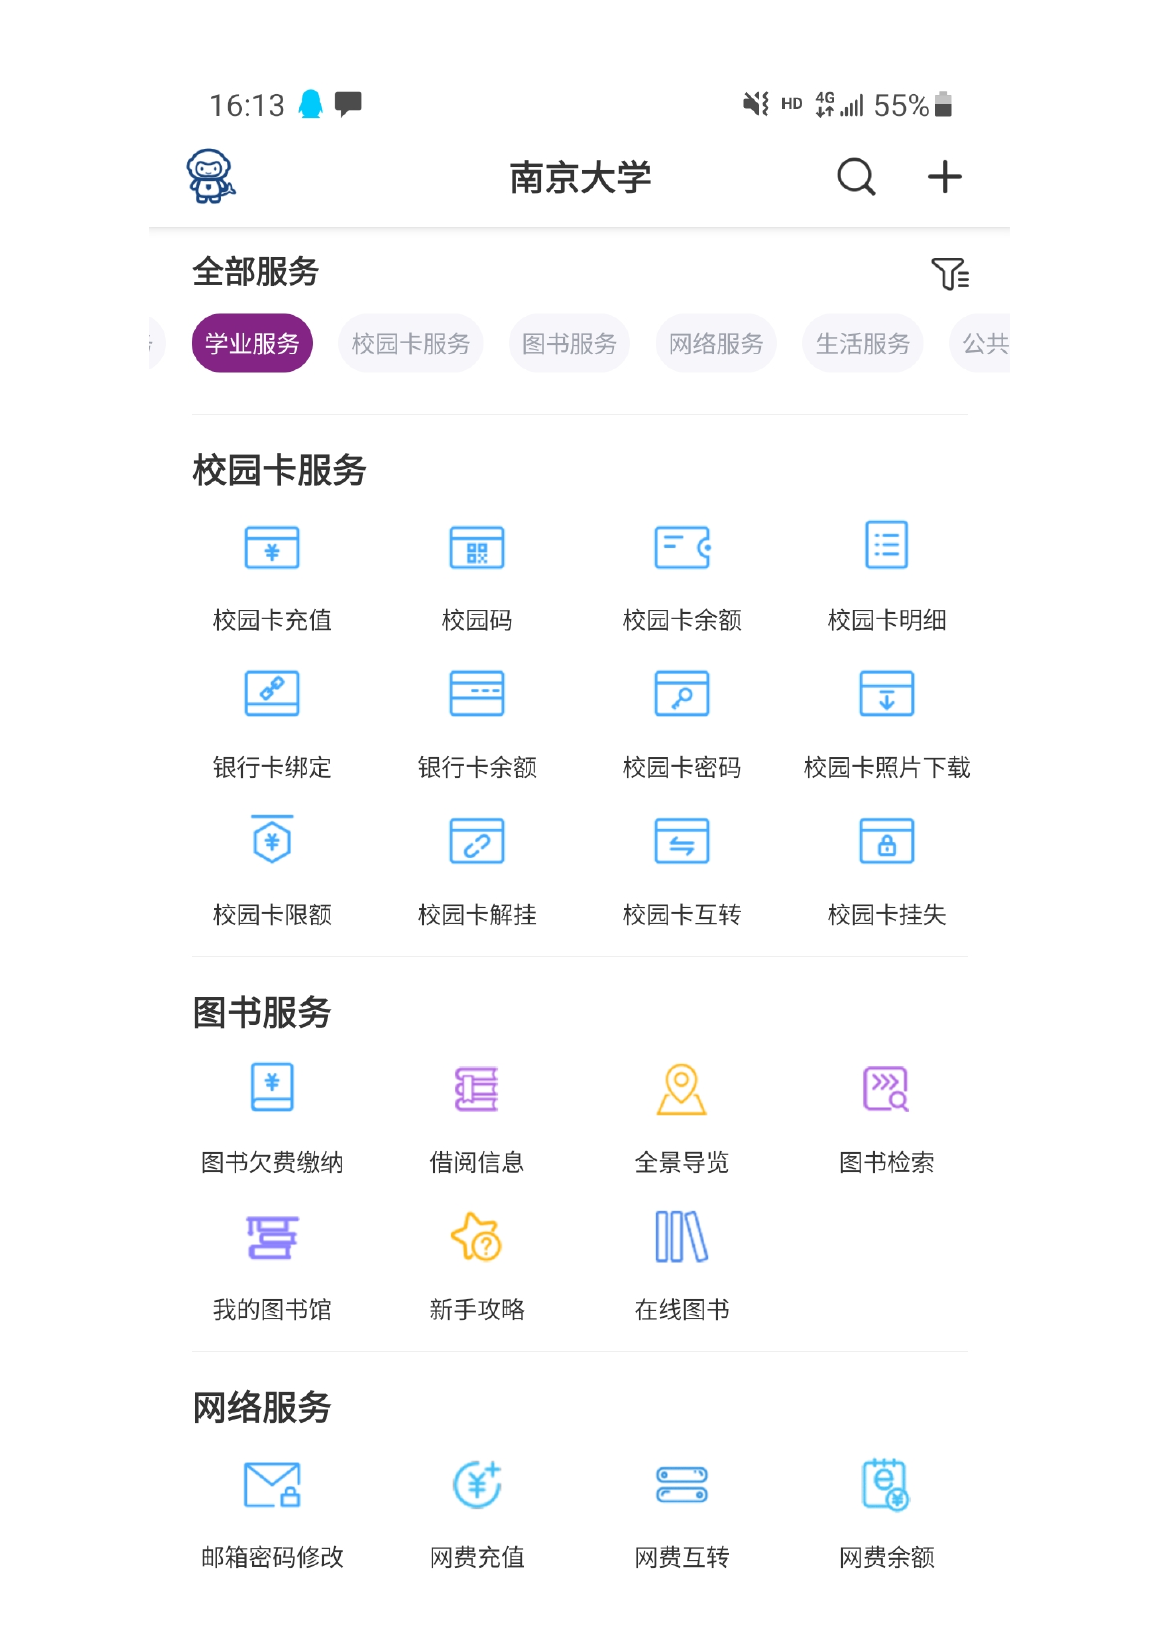 16:13 HD 4G 55%
南京大学
全部服务
学业服务 校园卡服务 图书服务 网络服务 生活服务 公共
校园卡服务
校园卡充值 校园码 校园卡余额 校园卡明细
银行卡绑定 银行卡余额 校园卡密码 校园卡照片下载
校园卡限额 校园卡解挂 校园卡互转 校园卡挂失
图书服务
图书欠费缴纳 借阅信息 全景导览 图书检索
我的图书馆 新手攻略 在线图书
网络服务
邮箱密码修改 网费充值 网费互转 网费余额